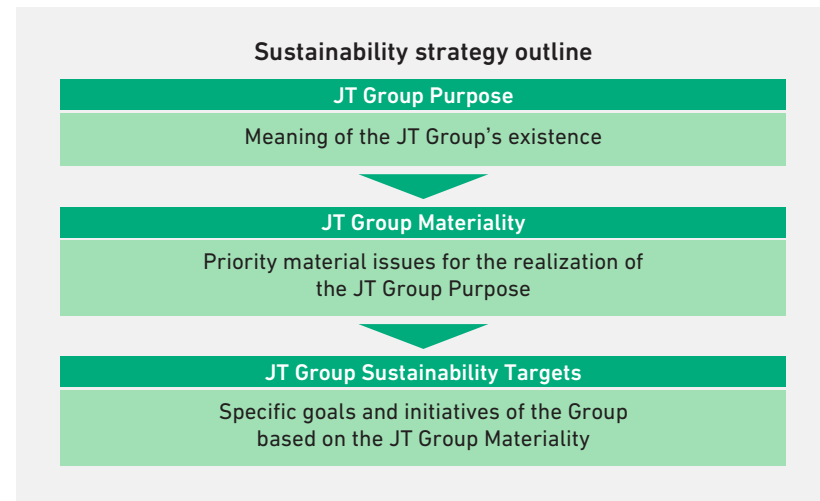 Sustainability strategy outline
JT Group Purpose
Meaning of the JT Group's existence
JT Group Materiality
Priority material issues for the realization of
the JT Group Purpose
JT Group Sustainability Targets
Specific goals and initiatives of the Group
based on the JT Group Materiality